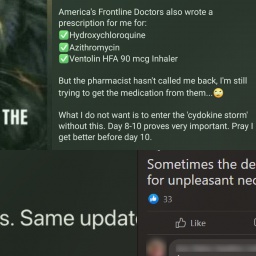 America's Frontline Doctors also wrote a
prescription for me for:
✅Hydroxychloroquine
✅Azithromycin
✅Ventolin HFA 90 mcg Inhaler
But the pharmacist hasn't called me back, I'm still
trying to get the medication from them...🙄
What I do not want is to enter the 'cydokine storm'
without this. Day 8-10 proves very important. Pray I
get better before day 10.
THE
s. Same update
Sometimes the de
for unpleasant nec
33
Like